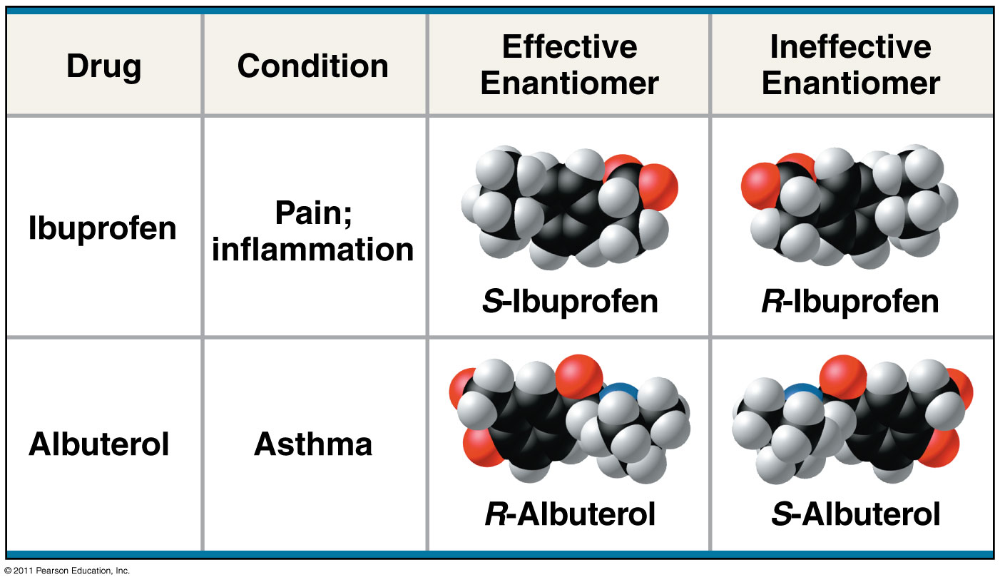 Drug
Condition
Effective
Enantiomer
Ineffective
Enantiomer
Ibuprofen
Pain;
inflammation
S-Ibuprofen
R-Ibuprofen
Albuterol
Asthma
R-Albuterol
S-Albuterol
© 2011 Pearson Education, Inc.